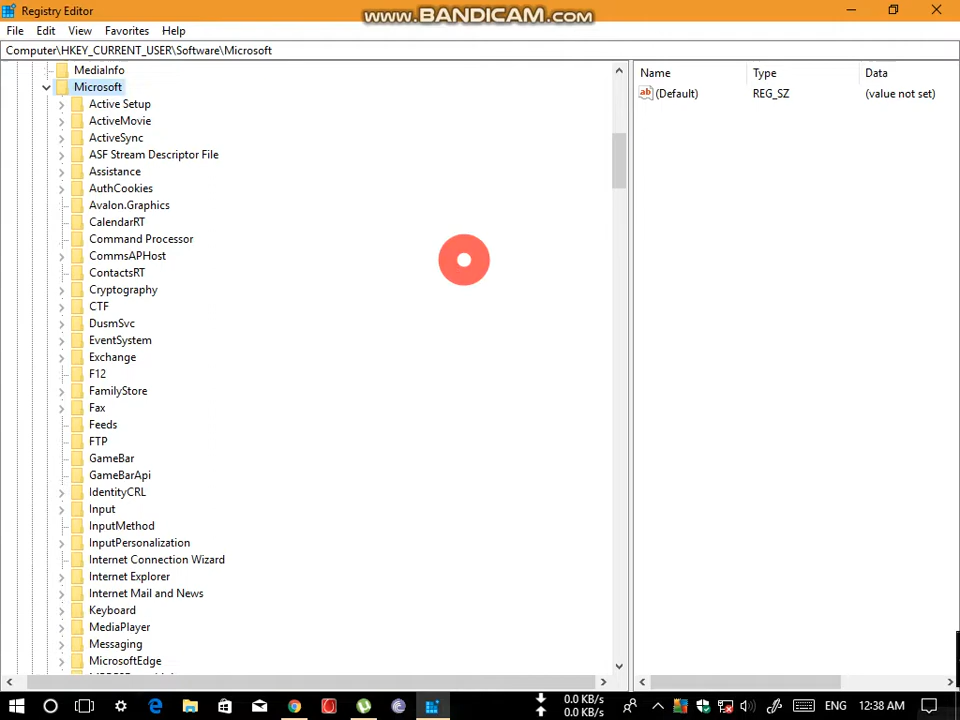 Registry Editor
www.BANDICAM.com
File Edit View Favorites Help
Computer\HKEY_CURRENT_USER\Software\Microsoft
Name Type Data
(Default) REG_SZ (value not set)
MediaInfo
Microsoft
Active Setup
ActiveMovie
ActiveSync
ASF Stream Descriptor File
Assistance
AuthCookies
Avalon.Graphics
CalendarRT
Command Processor
CommsAPHost
ContactsRT
Cryptography
CTF
DusmSvc
EventSystem
Exchange
F12
FamilyStore
Fax
Feeds
FTP
GameBar
GameBarApi
IdentityCRL
Input
InputMethod
InputPersonalization
Internet Connection Wizard
Internet Explorer
Internet Mail and News
Keyboard
MediaPlayer
Messaging
MicrosoftEdge
0.0 KB/s
0.0 KB/s
ENG 12:38 AM